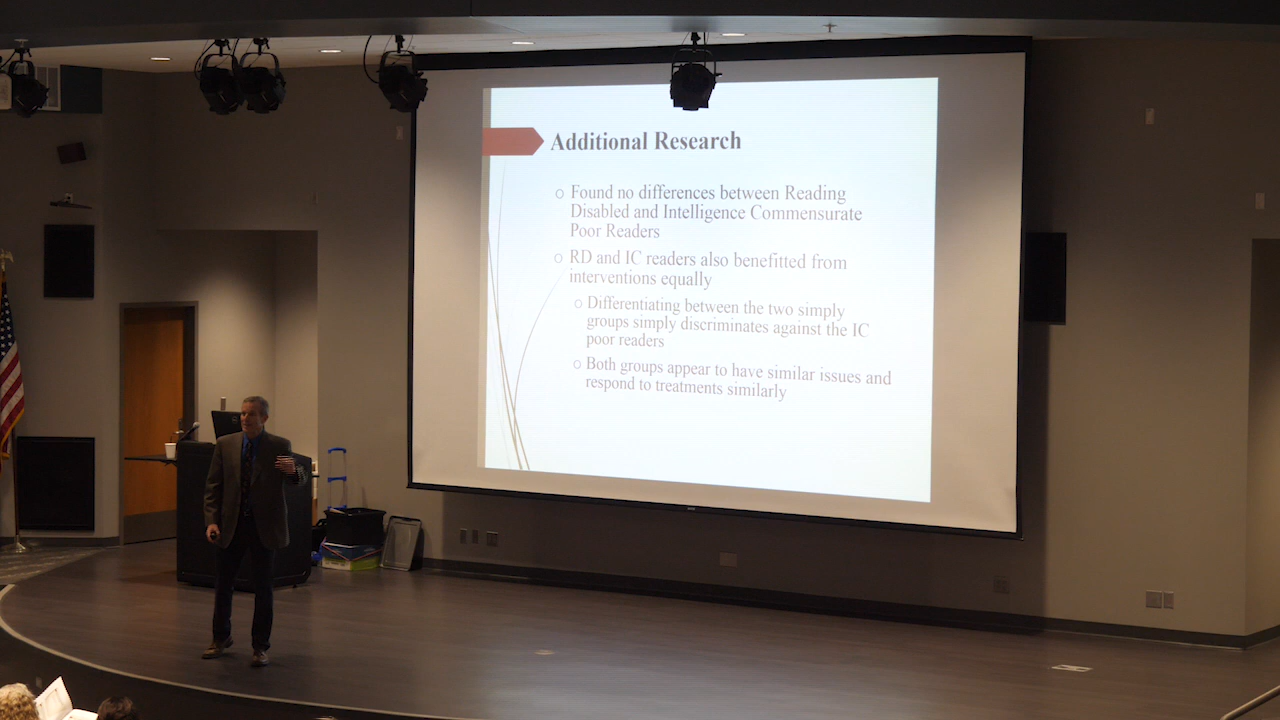 Additional Research
Found no differences between Reading
Disabled and Intelligence Commensurate
Poor Readers
RD and IC readers also benefitted from
interventions equally
Differentiating between the two simply
groups simply discriminates against the IC
poor readers
Both groups appear to have similar issues and
respond to treatments similarly